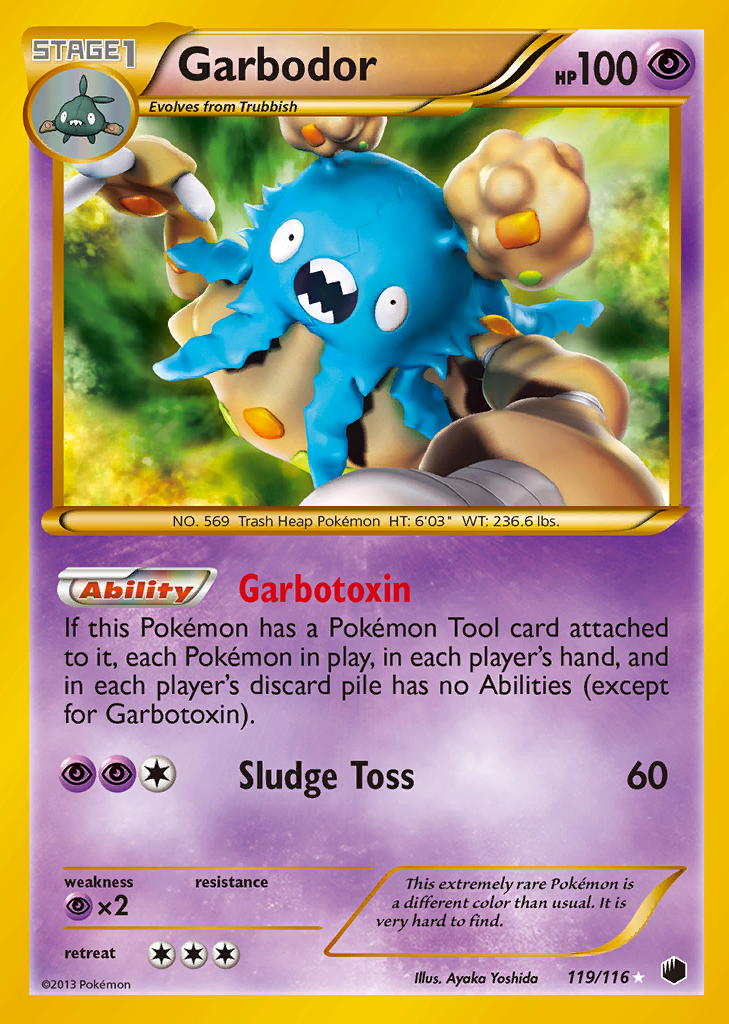 STAGE1
Garbodor
HP100
Evolves from Trubbish
NO. 569 Trash Heap Pokémon HT: 6'03" WT: 236.6 lbs.
Ability Garbotoxin
If this Pokémon has a Pokémon Tool card attached
to it, each Pokémon in play, in each player's hand, and
in each player's discard pile has no Abilities (except
for Garbotoxin).
Sludge Toss 60
weakness resistance
×2
This extremely rare Pokémon is
a different color than usual. It is
very hard to find.
retreat
©2013 Pokémon
Illus. Ayaka Yoshida 119/116